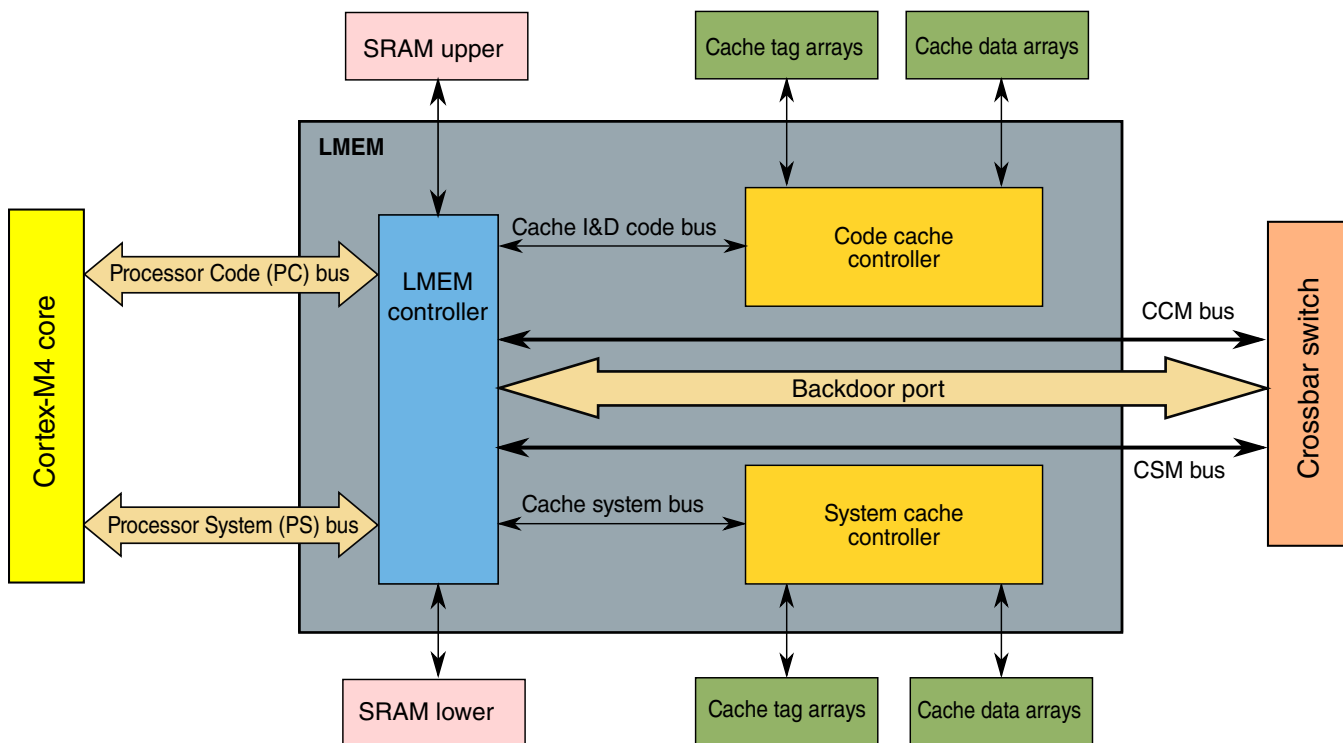 SRAM upper
Cache tag arrays
Cache data arrays
LMEM
Cortex-M4 core
Processor Code (PC) bus
LMEM
controller
Cache I&D code bus
Code cache
controller
CCM bus
Backdoor port
Crossbar switch
CSM bus
Processor System (PS) bus
Cache system bus
System cache
controller
SRAM lower
Cache tag arrays
Cache data arrays